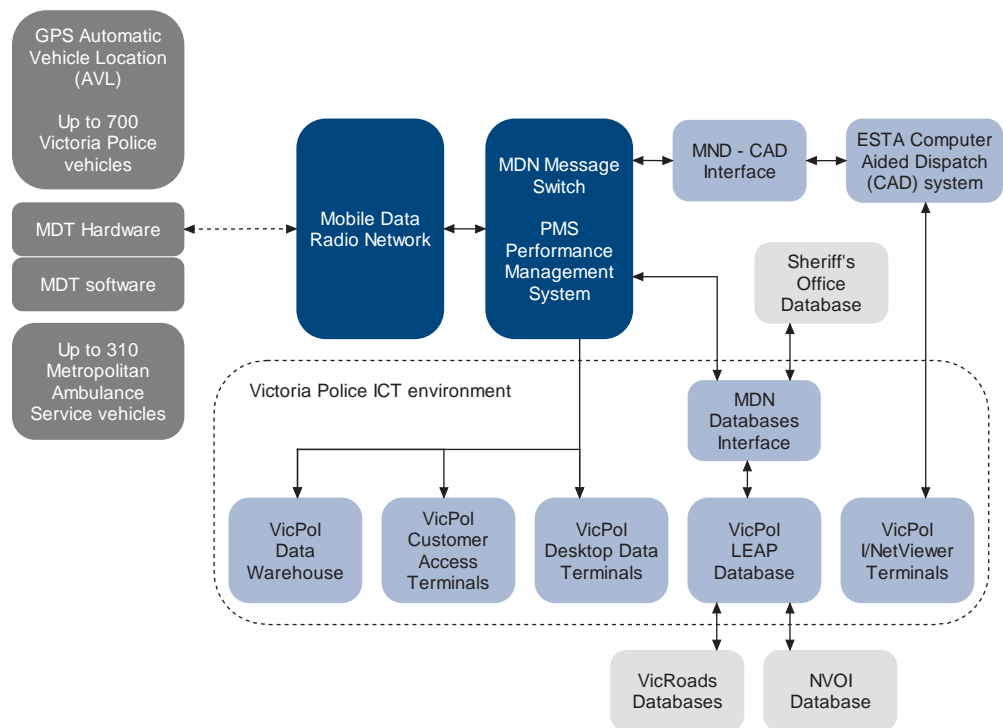 GPS Automatic
Vehicle Location
(AVL)
Up to 700
Victoria Police
vehicles
MDT Hardware
MDT software
Up to 310
Metropolitan
Ambulance
Service vehicles
Mobile Data
Radio Network
MDN Message
Switch
PMS
Performance
Management
System
MND - CAD
Interface
ESTA Computer
Aided Dispatch
(CAD) system
Sheriff's
Office
Database
Victoria Police ICT environment
MDN
Databases
Interface
VicPol
Data
Warehouse
VicPol
Customer
Access
Terminals
VicPol
Desktop Data
Terminals
VicPol
LEAP
Database
VicPol
I/NetViewer
Terminals
VicRoads
Databases
NVOI
Database